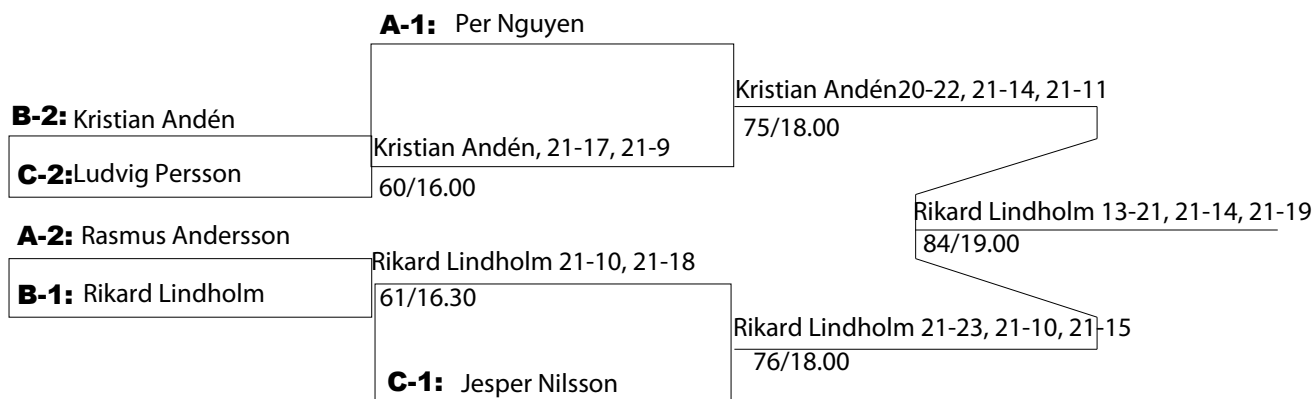 A-1: Per Nguyen
Kristian Andén20-22, 21-14, 21-11
B-2: Kristian Andén
75/18.00
Kristian Andén, 21-17, 21-9
C-2:Ludvig Persson
60/16.00
Rikard Lindholm 13-21, 21-14, 21-19
A-2: Rasmus Andersson
84/19.00
Rikard Lindholm 21-10, 21-18
B-1: Rikard Lindholm
61/16.30
Rikard Lindholm 21-23, 21-10, 21-15
76/18.00
C-1: Jesper Nilsson